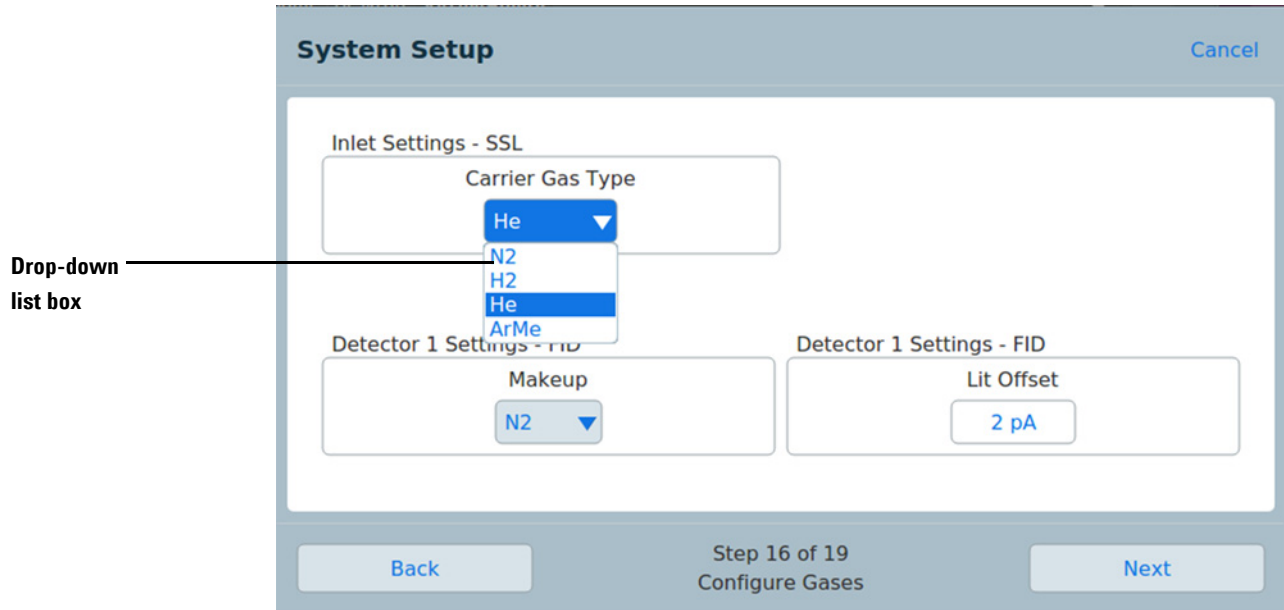 System Setup
Cancel
Inlet Settings - SSL
Carrier Gas Type
He
Drop-down
list box
N2
H2
He
ArMe
Detector 1 Settings - FID
Makeup
N2
Detector 1 Settings - FID
Lit Offset
2 pA
Back
Step 16 of 19
Configure Gases
Next